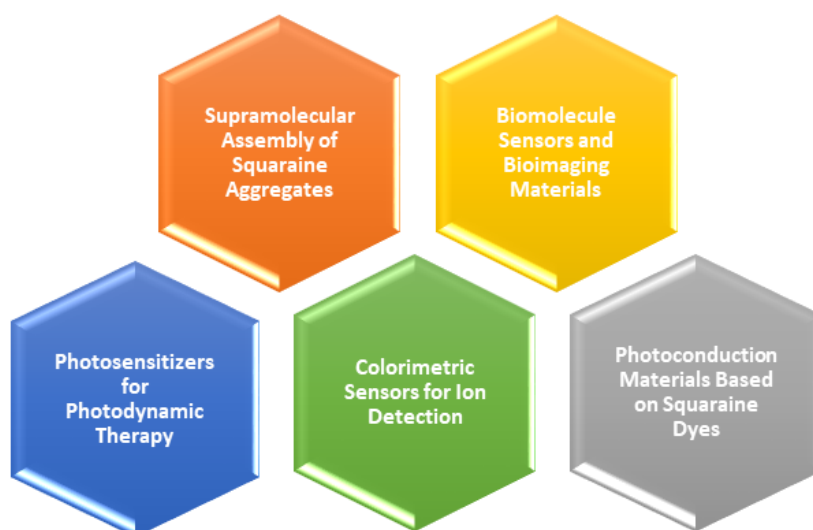 Supramolecular
Assembly of
Squaraine
Aggregates
Biomolecule
Sensors and
Bioimaging
Materials
Photosensitizers
for
Photodynamic
Therapy
Colorimetric
Sensors for Ion
Detection
Photoconduction
Materials Based
on Squaraine
Dyes